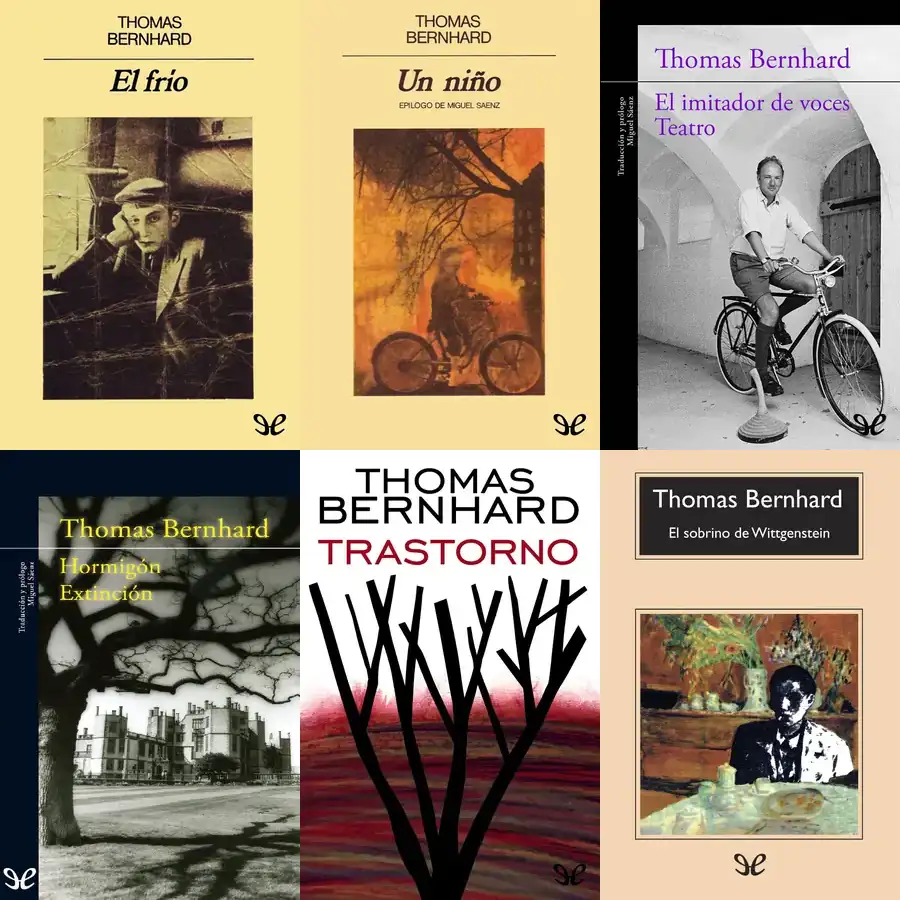 THOMAS
BERNHARD
El frío
THOMAS
BERNHARD
Un niño
EPILOGO DE MIGUEL SAENZ
Thomas Bernhard
El imitador de voces
Teatro
Traducción y prólogo
Miguel Sáenz
Thomas Bernhard
Hormigón
Extinción
Traducción y prólogo
Miguel Sáenz
THOMAS
BERNHARD
TRASTORNO
Thomas Bernhard
El sobrino de Wittgenstein